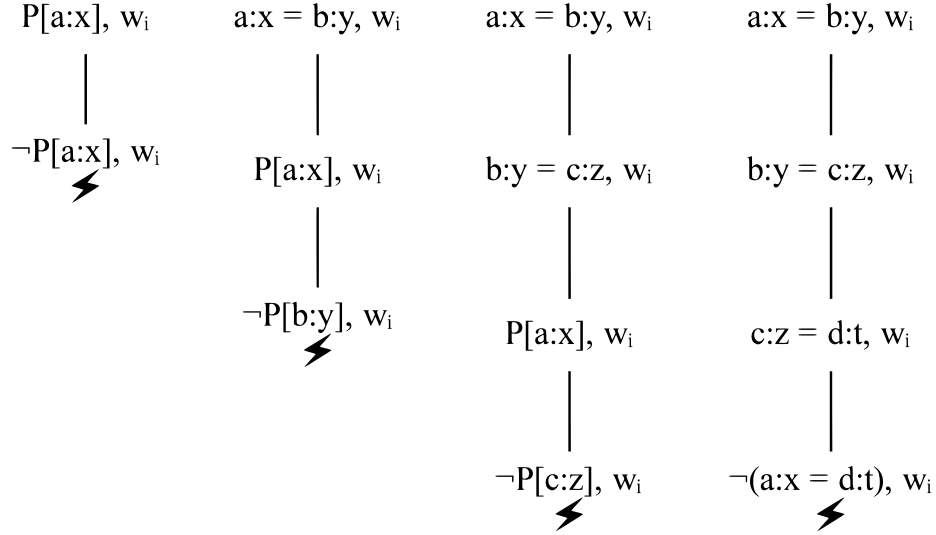 P[a:x], wᵢ
¬P[a:x], wᵢ
a:x = b:y, wᵢ
P[a:x], wᵢ
¬P[b:y], wᵢ
a:x = b:y, wᵢ
b:y = c:z, wᵢ
P[a:x], wᵢ
¬P[c:z], wᵢ
a:x = b:y, wᵢ
b:y = c:z, wᵢ
c:z = d:t, wᵢ
¬(a:x = d:t), wᵢ